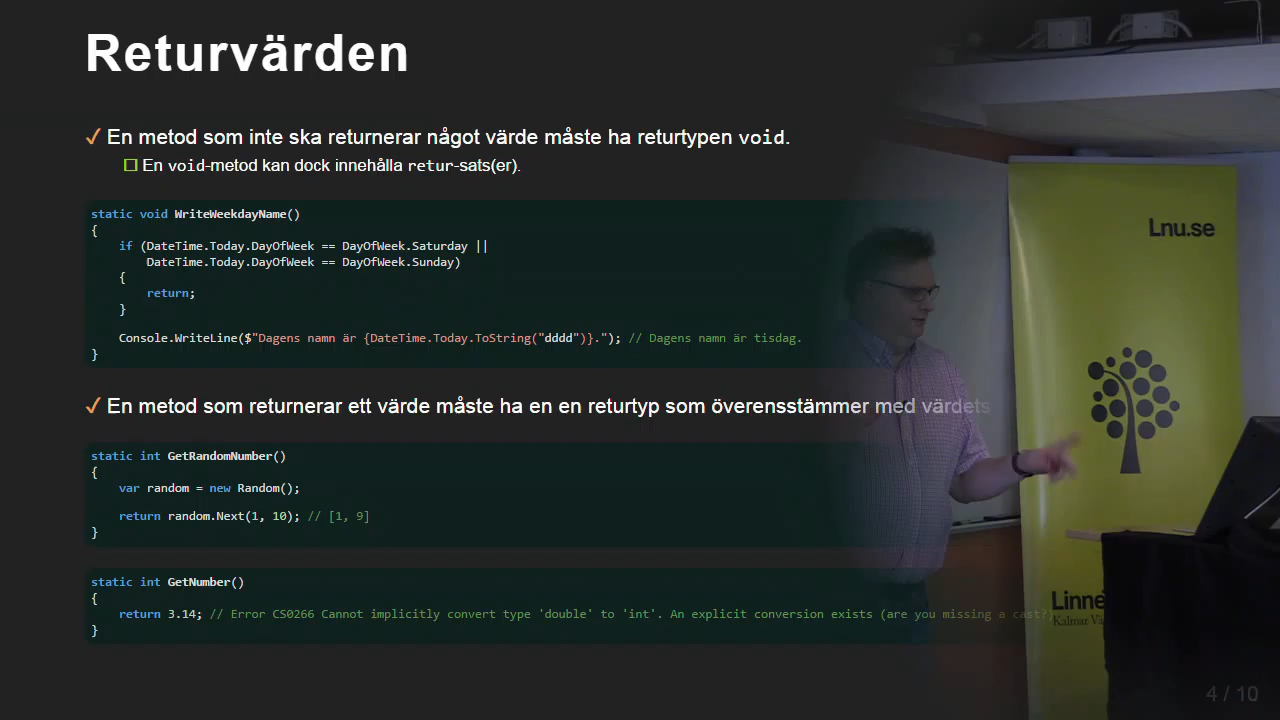 Returvärden
✓ En metod som inte ska returnerar något värde måste ha returtypen void.
En void-metod kan dock innehålla retur-sats(er).
static void WriteWeekdayName()
{
if (DateTime.Today.DayOfWeek == DayOfWeek.Saturday ||
DateTime.Today.DayOfWeek == DayOfWeek.Sunday)
{
return;
}
Console.WriteLine($"Dagens namn är {DateTime.Today.ToString("dddd")}."); // Dagens namn är tisdag.
}
✓ En metod som returnerar ett värde måste ha en en returtyp som överensstämmer med värdets
static int GetRandomNumber()
{
var random = new Random();
return random.Next(1, 10); // [1, 9]
}
static int GetNumber()
{
return 3.14; // Error CS0266 Cannot implicitly convert type 'double' to 'int'. An explicit conversion exists (are you missing a cast?)
}
Lnu.se
Linne
Kalmar Vä
4 / 10